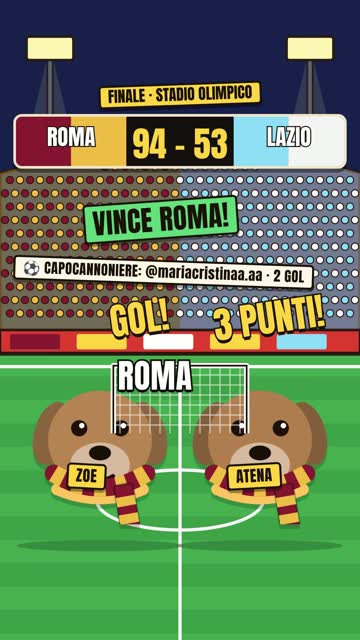 FINALE · STADIO OLIMPICO
ROMA 94 - 53 LAZIO
VINCE ROMA!
CAPOCANNONIERE: @mariacristinaa.aa · 2 GOL
GOL! 3 PUNTI!
ROMA
ZOE ATENA